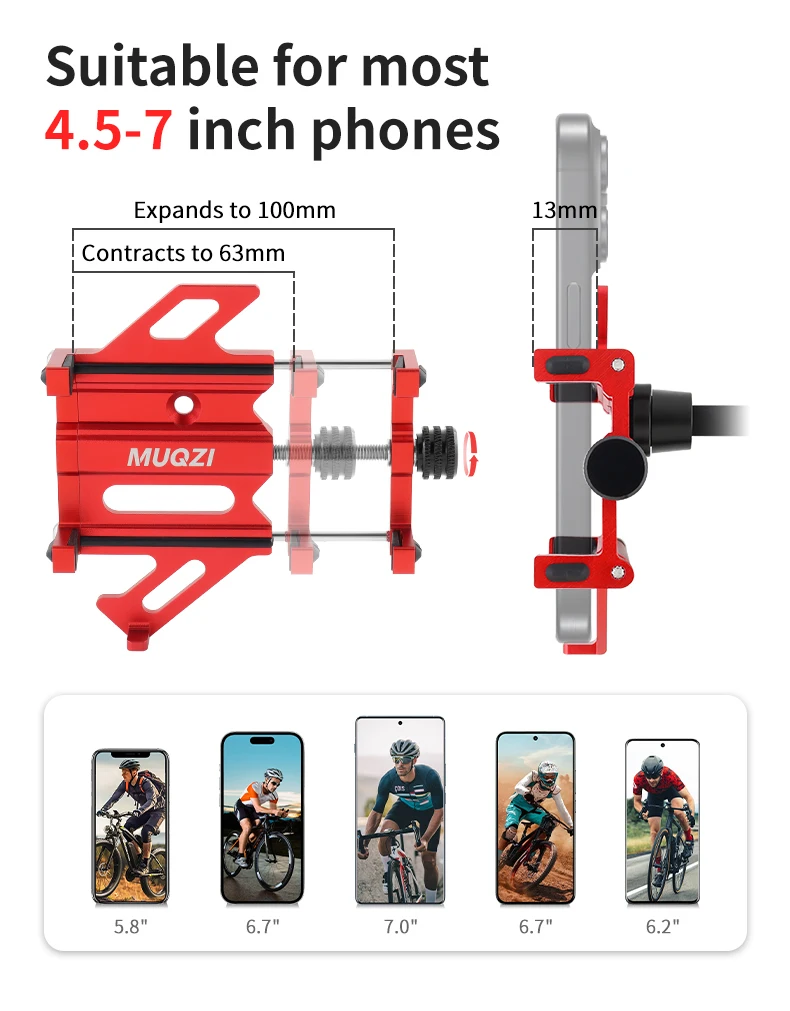 Suitable for most
4.5-7 inch phones
Expands to 100mm
13mm
Contracts to 63mm
MUQZI
5.8"
6.7"
7.0"
6.7"
6.2"